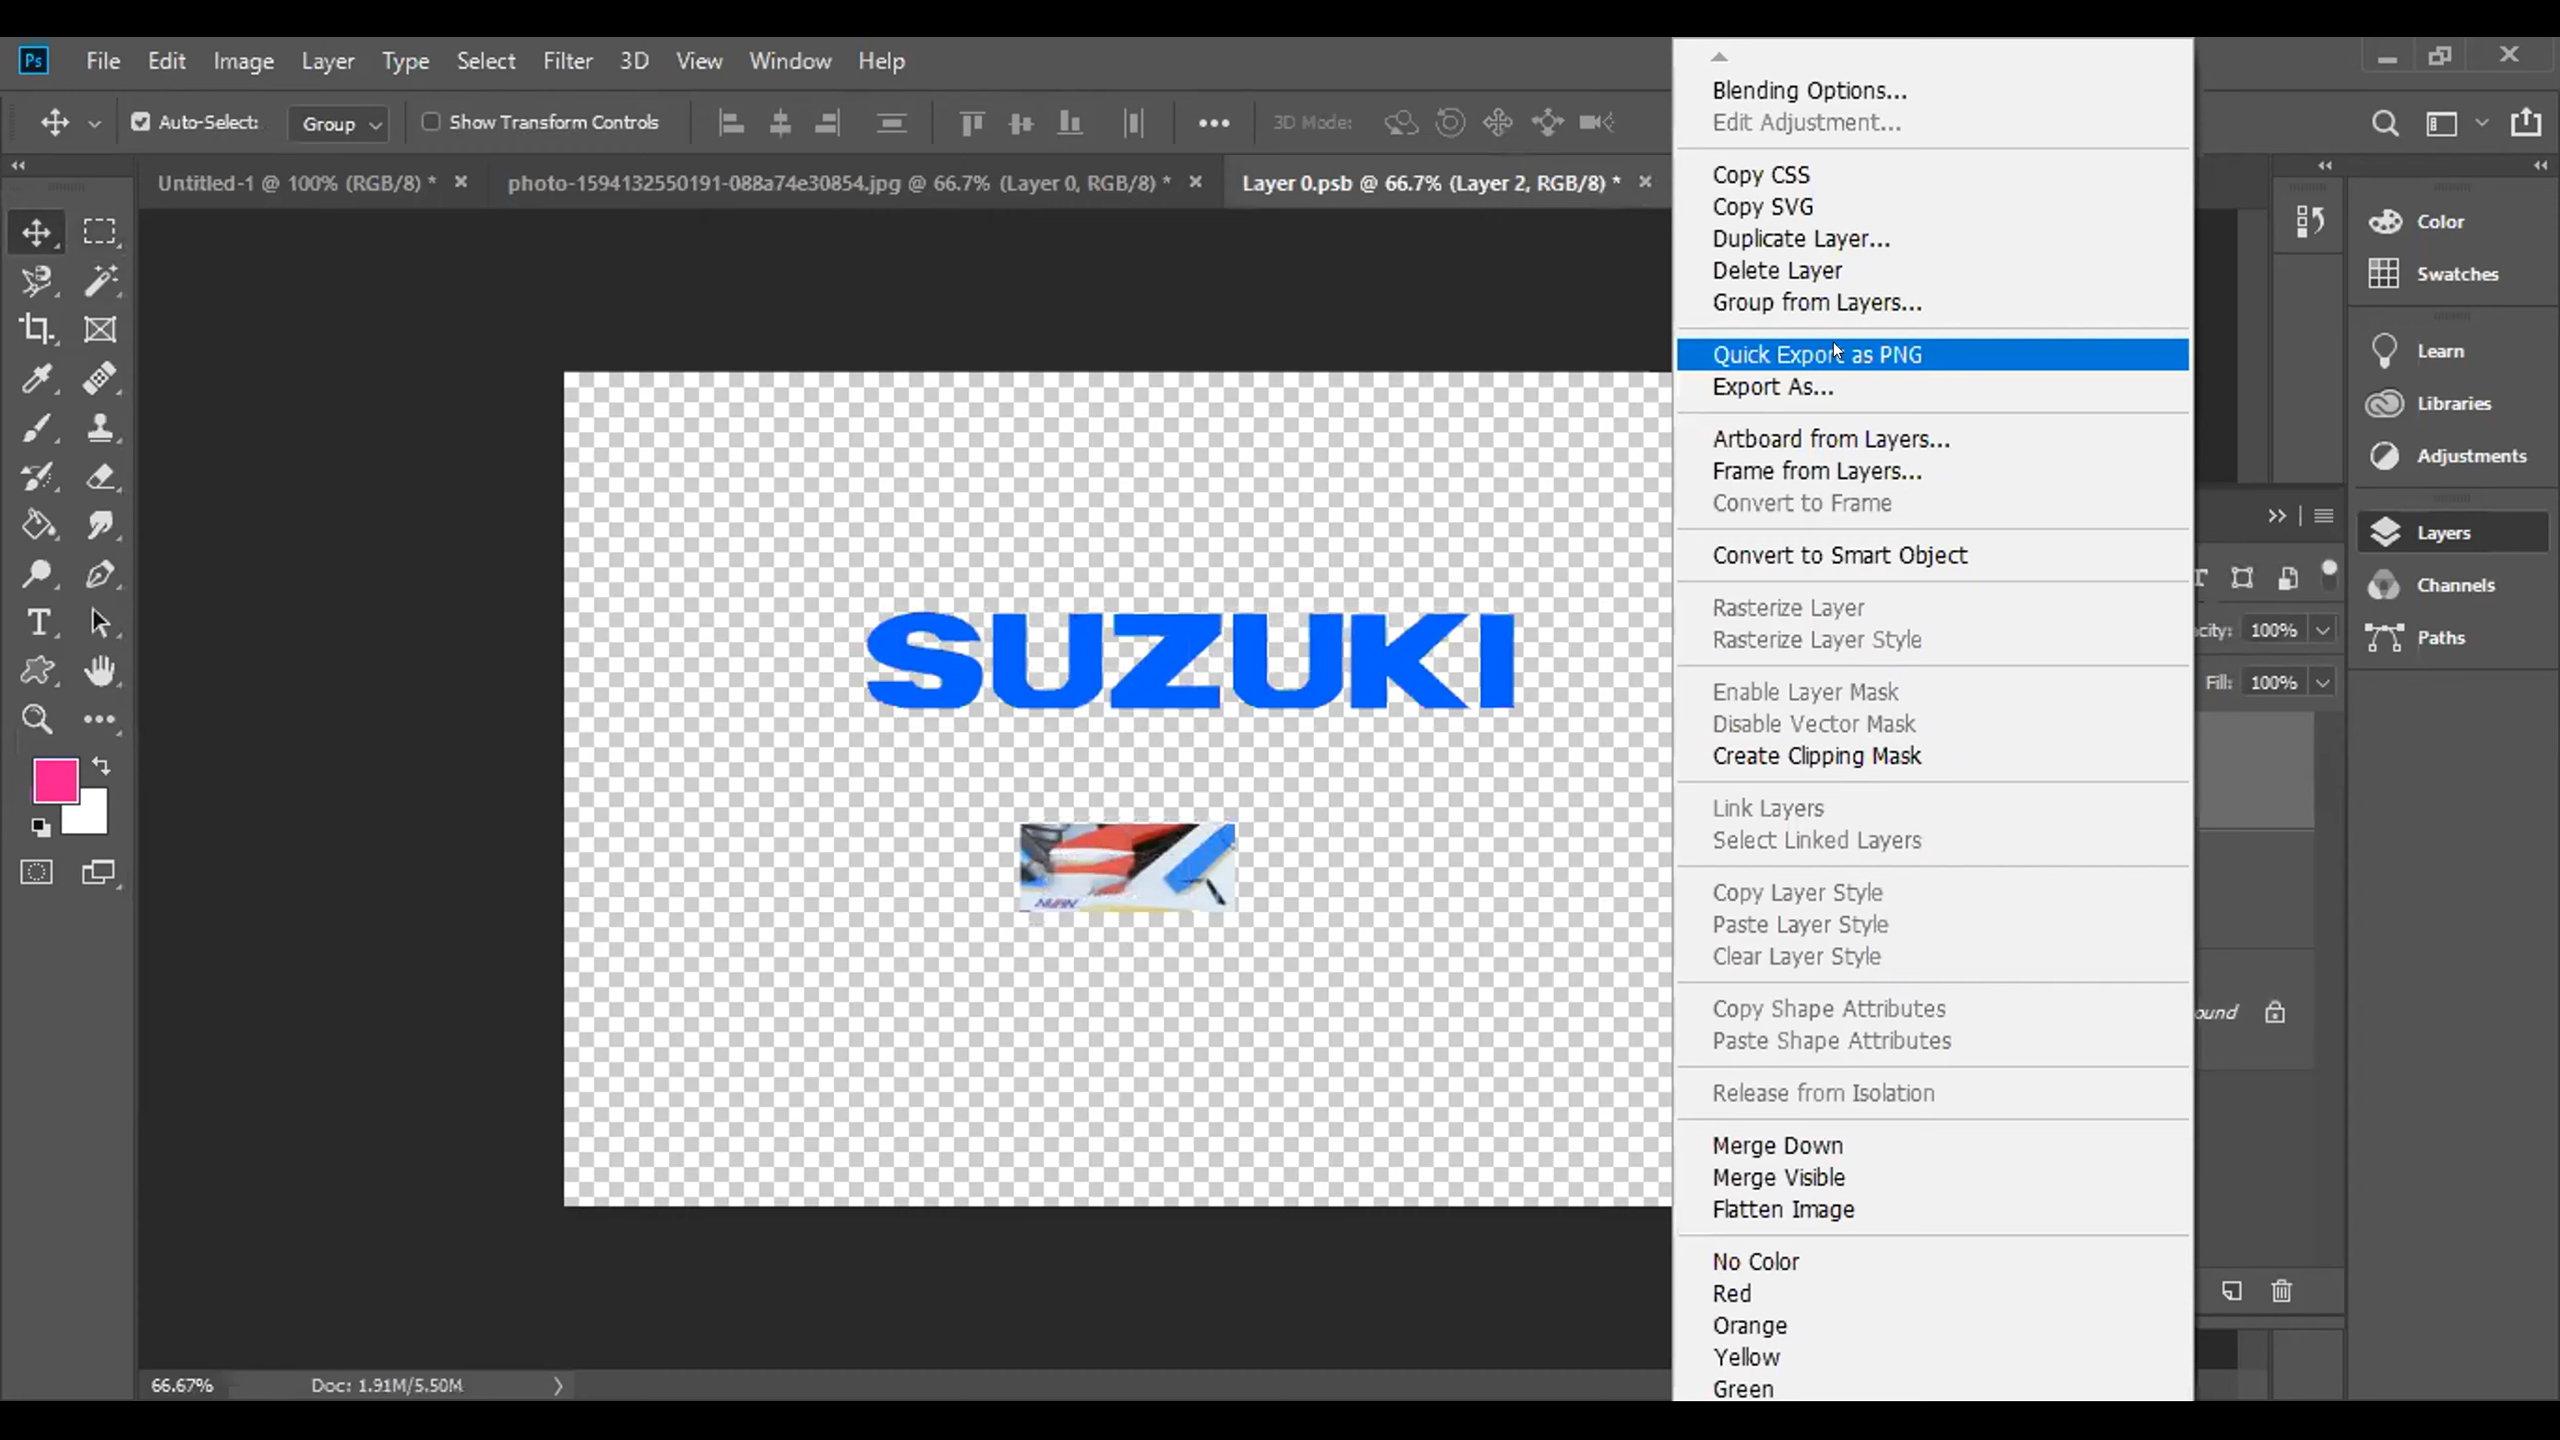 Ps File Edit Image Layer Type Select Filter 3D View Window Help
Auto-Select: Group Show Transform Controls 3D Mode:
Untitled-1 @ 100% (RGB/8) * photo-1594132550191-088a74e30854.jpg @ 66.7% (Layer 0, RGB/8) * Layer 0.psb @ 66.7% (Layer 2, RGB/8) *
Blending Options...
Edit Adjustment...
Copy CSS
Copy SVG
Duplicate Layer...
Delete Layer
Group from Layers...
Quick Export as PNG
Export As...
Artboard from Layers...
Frame from Layers...
Convert to Frame
Convert to Smart Object
Rasterize Layer
Rasterize Layer Style
Enable Layer Mask
Disable Vector Mask
Create Clipping Mask
Link Layers
Select Linked Layers
Copy Layer Style
Paste Layer Style
Clear Layer Style
Copy Shape Attributes
Paste Shape Attributes
Release from Isolation
Merge Down
Merge Visible
Flatten Image
No Color
Red
Orange
Yellow
Green
SUZUKI
Color
Swatches
Learn
Libraries
Adjustments
Layers
Channels
Paths
city: 100%
Fill: 100%
ound
66.67% Doc: 1.91M/5.50M